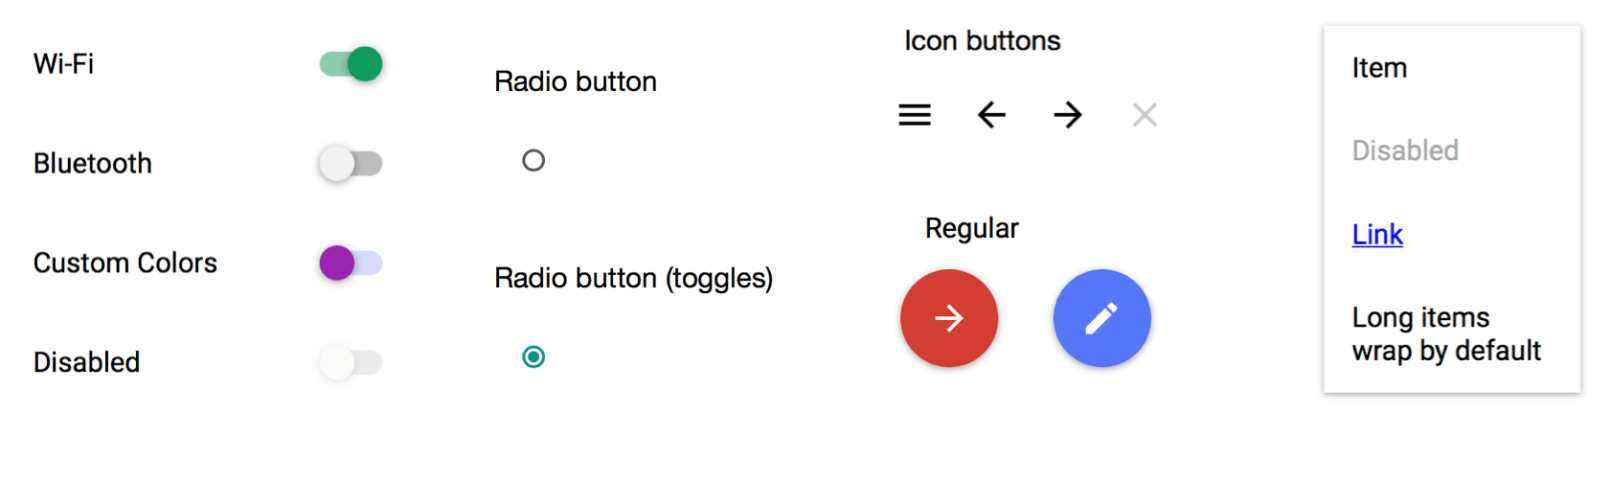 Wi-Fi
Bluetooth
Custom Colors
Disabled
Radio button
Radio button (toggles)
Icon buttons
Regular
Item
Disabled
Link
Long items
wrap by default